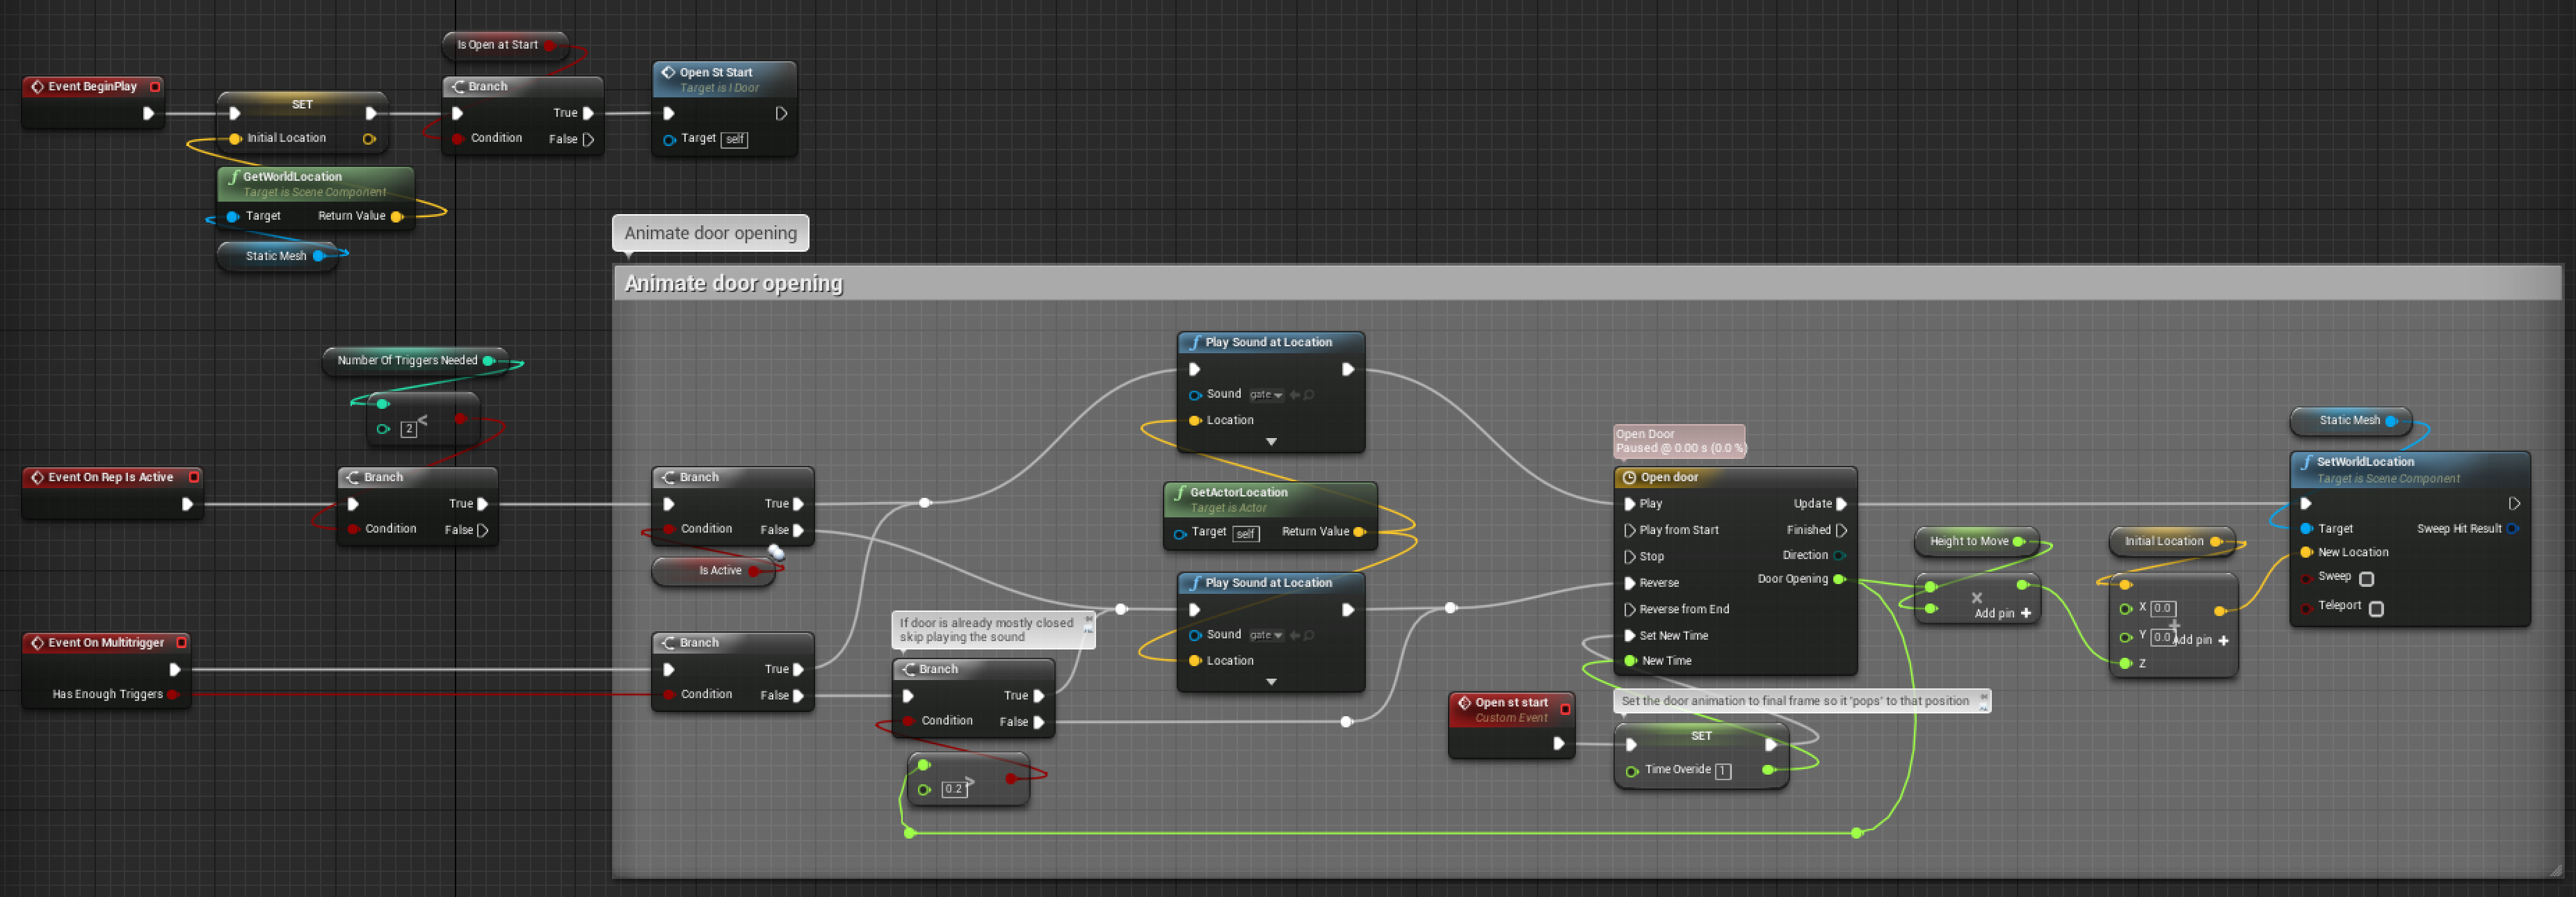 Is Open at Start
Event BeginPlay
SET
Initial Location
Branch
True
Condition
False
Open St Start
Target is I Door
Target self
GetWorldLocation
Target is Scene Component
Target
Return Value
Static Mesh
Animate door opening
Animate door opening
Number Of Triggers Needed
2 <
Event On Rep Is Active
Branch
True
Condition
False
Branch
True
Condition
False
Is Active
Event On Multitrigger
Has Enough Triggers
Branch
True
Condition
False
If door is already mostly closed
skip playing the sound
Branch
True
Condition
False
0.2 >
Play Sound at Location
Sound gate
Location
GetActorLocation
Target is Actor
Target self
Return Value
Play Sound at Location
Sound gate
Location
Open Door
Paused @ 0.00 s (0.0 %)
Open door
Play
Update
Play from Start
Finished
Stop
Direction
Reverse
Door Opening
Reverse from End
Set New Time
New Time
Open st start
Custom Event
Set the door animation to final frame so it 'pops' to that position
SET
Time Overide 1
Height to Move
×
Add pin +
Initial Location
X 0.0
Y 0.0
+
Add pin +
Z
Static Mesh
SetWorldLocation
Target is Scene Component
Target
Sweep Hit Result
New Location
Sweep
Teleport